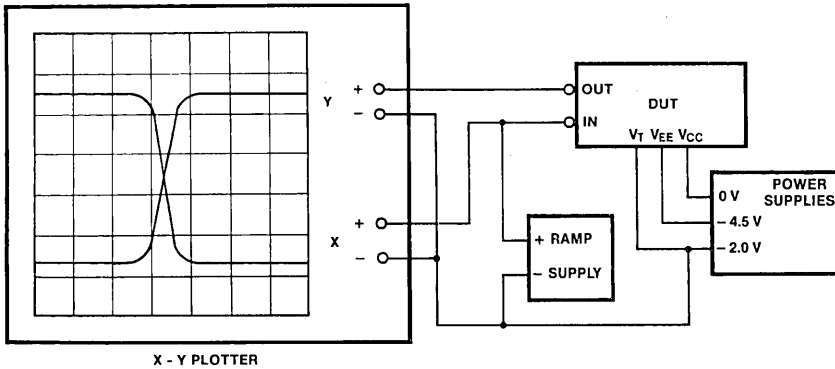 Y
+
−
X
+
−
OUT
IN
DUT
VT VEE VCC
POWER
SUPPLIES
0 V
− 4.5 V
− 2.0 V
+ RAMP
− SUPPLY
X - Y PLOTTER